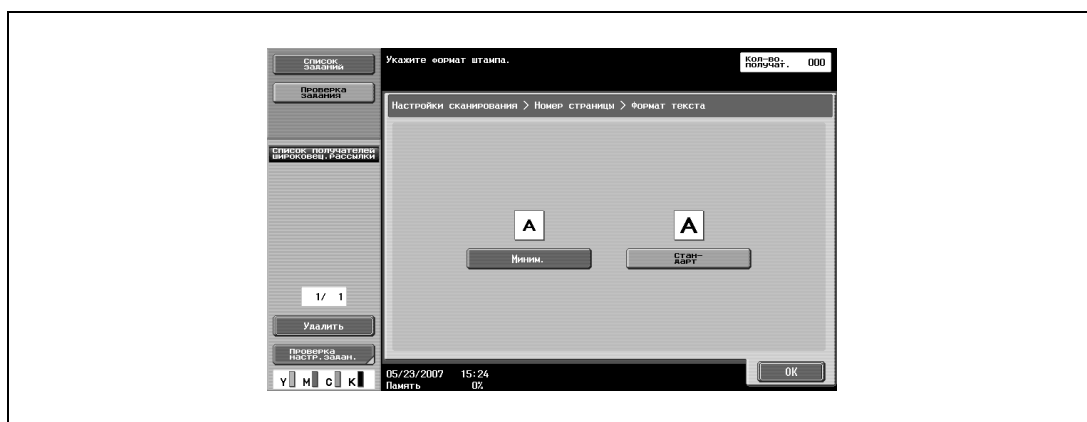 Список
заданий
Укажите формат штампа.
Кол-во.
получат. 000
Проверка
задания
Настройки сканирования > Номер страницы > Формат текста
Список получателей
широковещ.рассылки
A
A
Миним.
Стан-
дарт
1/ 1
Удалить
Проверка
настр.задан.
Y M C K
05/23/2007 15:24
Память 0%
OK